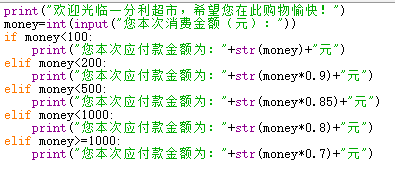 print("欢迎光临一分利超市，希望您在此购物愉快！")
money=int(input("您本次消费金额（元）："))
if money<100:
    print("您本次应付款金额为："+str(money)+"元")
elif money<200:
    print("您本次应付款金额为："+str(money*0.9)+"元")
elif money<500:
    print("您本次应付款金额为："+str(money*0.85)+"元")
elif money<1000:
    print("您本次应付款金额为："+str(money*0.8)+"元")
elif money>=1000:
    print("您本次应付款金额为："+str(money*0.7)+"元")